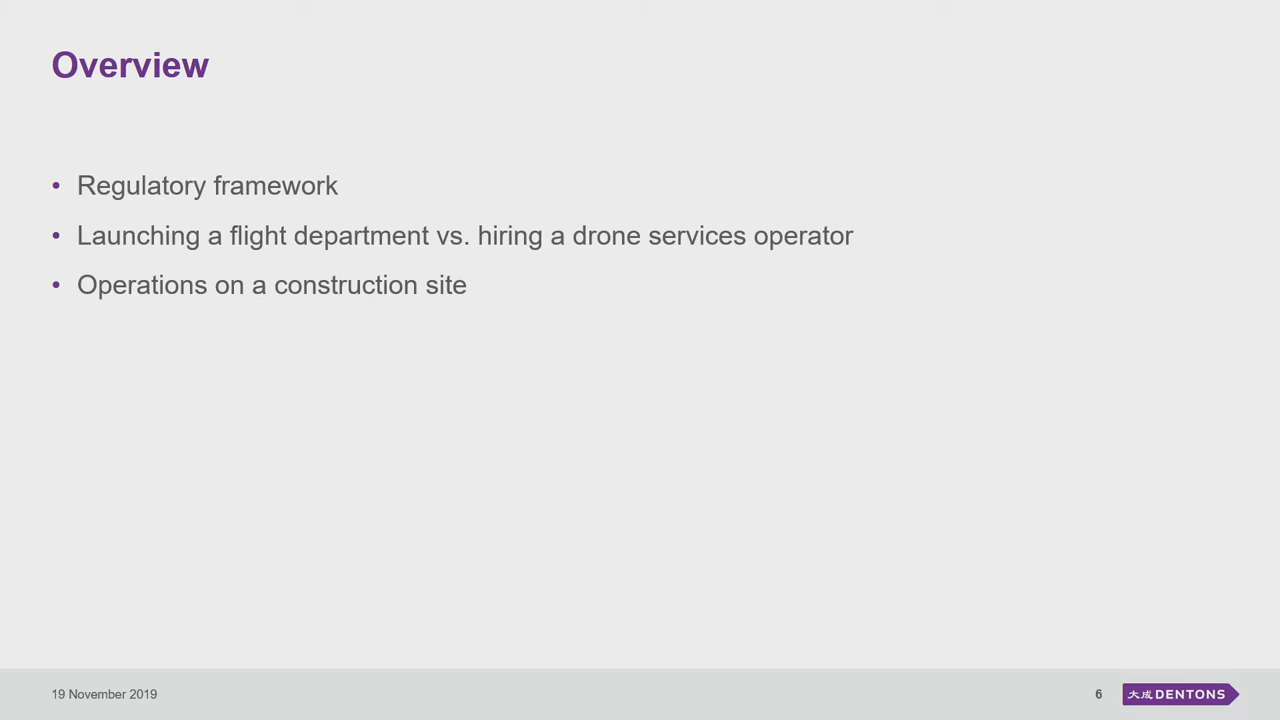 Overview
• Regulatory framework
• Launching a flight department vs. hiring a drone services operator
• Operations on a construction site
19 November 2019
6
大成 DENTONS